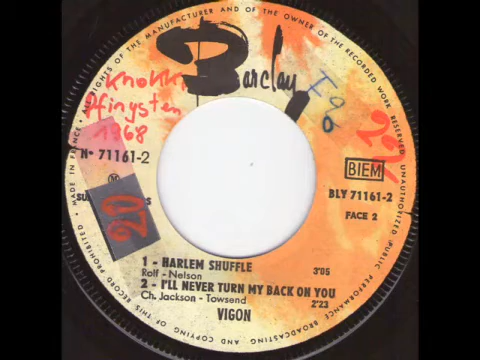 ALL RIGHTS OF THE MANUFACTURER AND OF THE OWNER OF THE RECORDED WORK RESERVED UNAUTHORIZED PUBLIC PERFORMANCE BROADCASTING AND COPYING OF THIS RECORD PROHIBITED • MADE IN FRANCE •
Barclay
Pfingsten
1968
20
N• 71161-2
BIEM
BLY 71161-2
FACE 2
20
1 - HARLEM SHUFFLE
Rolf - Nelson 3'05
2 - I'LL NEVER TURN MY BACK ON YOU
Ch. Jackson - Towsend 2'23
VIGON